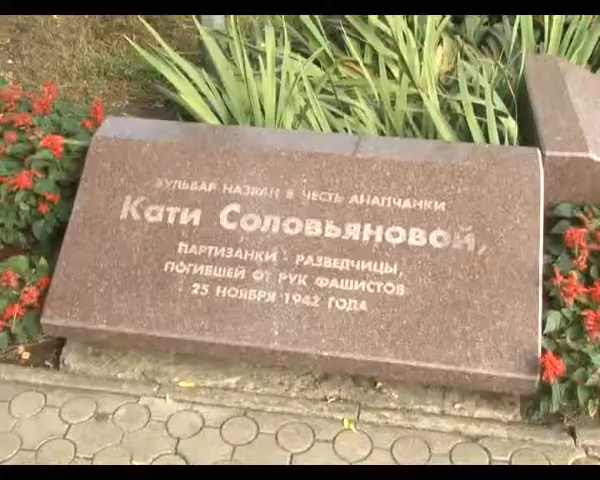 БУЛЬВАР НАЗВАН В ЧЕСТЬ АНАПЧАНКИ
КАТИ СОЛОВЬЯНОВОЙ,
ПАРТИЗАНКИ - РАЗВЕДЧИЦЫ,
ПОГИБШЕЙ ОТ РУК ФАШИСТОВ
25 НОЯБРЯ 1942 ГОДА.